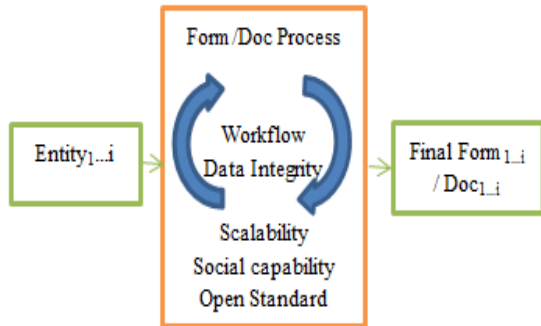 Form /Doc Process
Workflow
Data Integrity
Scalability
Social capability
Open Standard
Entity1...i
Final Form 1...i
/ Doc1...i